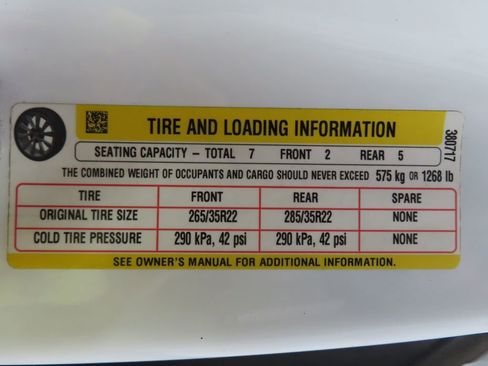 TIRE AND LOADING INFORMATION
380717
SEATING CAPACITY - TOTAL 7 FRONT 2 REAR 5
THE COMBINED WEIGHT OF OCCUPANTS AND CARGO SHOULD NEVER EXCEED 575 kg OR 1268 lb
TIRE FRONT REAR SPARE
ORIGINAL TIRE SIZE 265/35R22 285/35R22 NONE
COLD TIRE PRESSURE 290 kPa, 42 psi 290 kPa, 42 psi NONE
SEE OWNER'S MANUAL FOR ADDITIONAL INFORMATION.